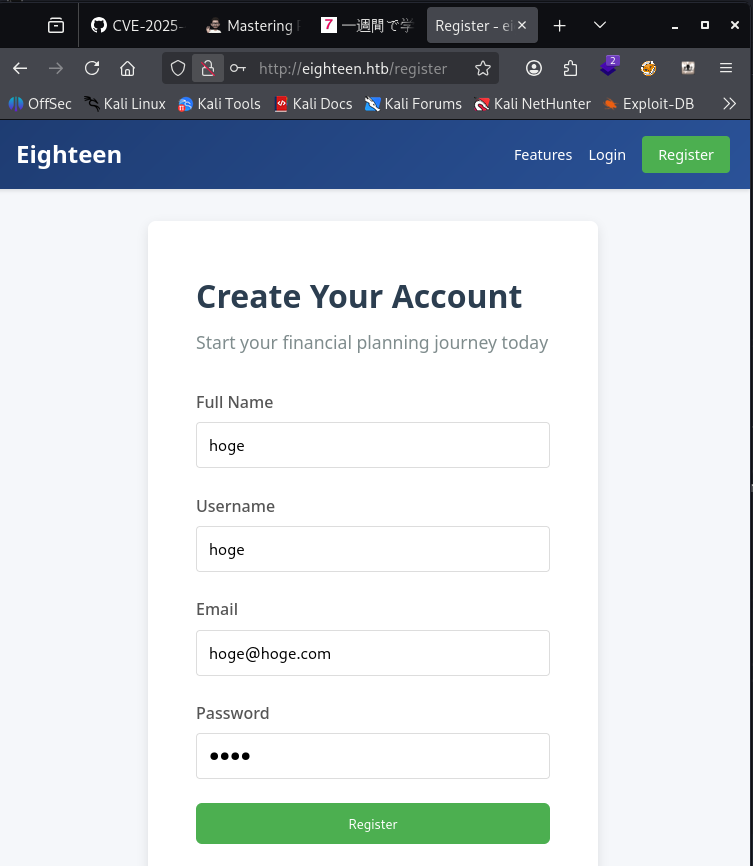 CVE-2025-
Mastering
一週間で学
Register - ei
http://eighteen.htb/register
2
OffSec
Kali Linux
Kali Tools
Kali Docs
Kali Forums
Kali NetHunter
Exploit-DB
Eighteen
Features
Login
Register
Create Your Account
Start your financial planning journey today
Full Name
hoge
Username
hoge
Email
hoge@hoge.com
Password
Register